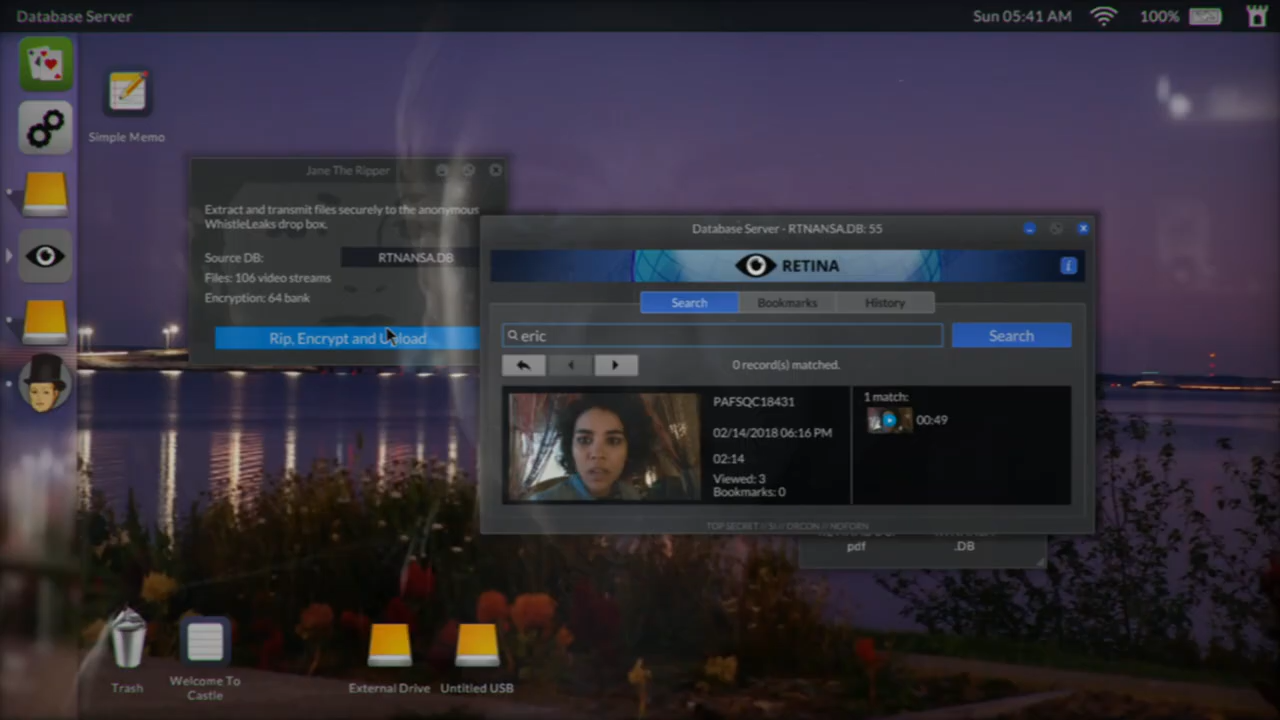 Database Server
Sun 05:41 AM
100%
Simple Memo
Jane The Ripper
Extract and transmit files securely to the anonymous
WhistleLeaks drop box.
Source DB:
RTNANSA.DB
Files: 106 video streams
Encryption: 64 bank
Rip, Encrypt and Upload
Database Server - RTNANSA.DB: 55
RETINA
i
Search
Bookmarks
History
eric
Search
0 record(s) matched.
PAFSQC18431
02/14/2018 06:16 PM
02:14
Viewed: 3
Bookmarks: 0
1 match:
00:49
TOP SECRET // SI // ORCON // NOFORN
pdf
.DB
Trash
Welcome To
Castle
External Drive
Untitled USB